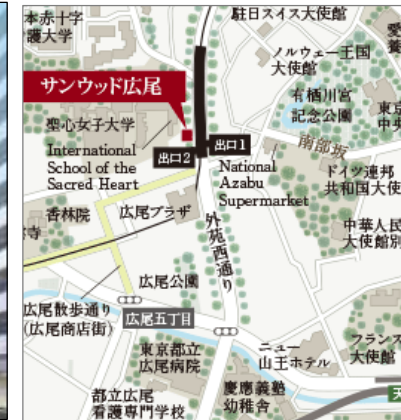 本赤十字
護大学
駐日スイス大使館
ノルウェー王国
大使館
サンウッド広尾
有栖川宮
記念公園
聖心女子大学
出口1
出口2
南部坂
International
School of the
Sacred Heart
National
Azabu
Supermarket
ドイツ連邦
共和国大使
香林院
広尾プラザ
外苑西通り
中華人民
大使館別
広尾公園
広尾散歩通り
(広尾商店街)
広尾五丁目
東京都立
広尾病院
ニュー
山王ホテル
フランス
大使館
都立広尾
看護専門学校
慶應義塾
幼稚舎